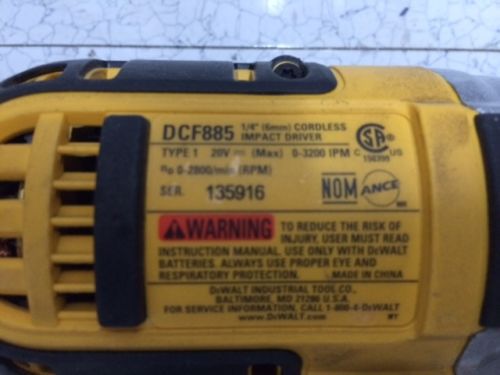 DCF885 1/4" (6mm) CORDLESS IMPACT DRIVER
TYPE 1 20V (Max) 0-3200 IPM
no 0-2800/min (RPM)
C US
156399
SER. 135916
NOM ANCE
WARNING TO REDUCE THE RISK OF
INJURY, USER MUST READ
INSTRUCTION MANUAL. USE ONLY WITH DEWALT
BATTERIES. ALWAYS USE PROPER EYE AND
RESPIRATORY PROTECTION. MADE IN CHINA
DEWALT INDUSTRIAL TOOL CO.,
BALTIMORE, MD 21286 U.S.A.
FOR SERVICE INFORMATION, CALL 1-800-4-DEWALT
www.DEWALT.com